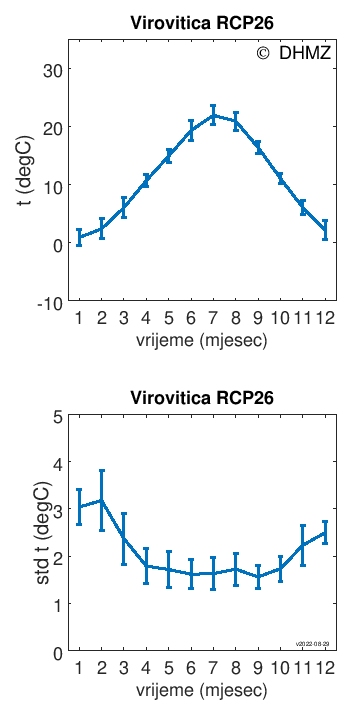 Virovitica RCP26
© DHMZ
30
20
10
0
-10
t (degC)
1 2 3 4 5 6 7 8 9 10 11 12
vrijeme (mjesec)
Virovitica RCP26
5
4
3
2
1
0
std t (degC)
v2022-08-29
1 2 3 4 5 6 7 8 9 10 11 12
vrijeme (mjesec)